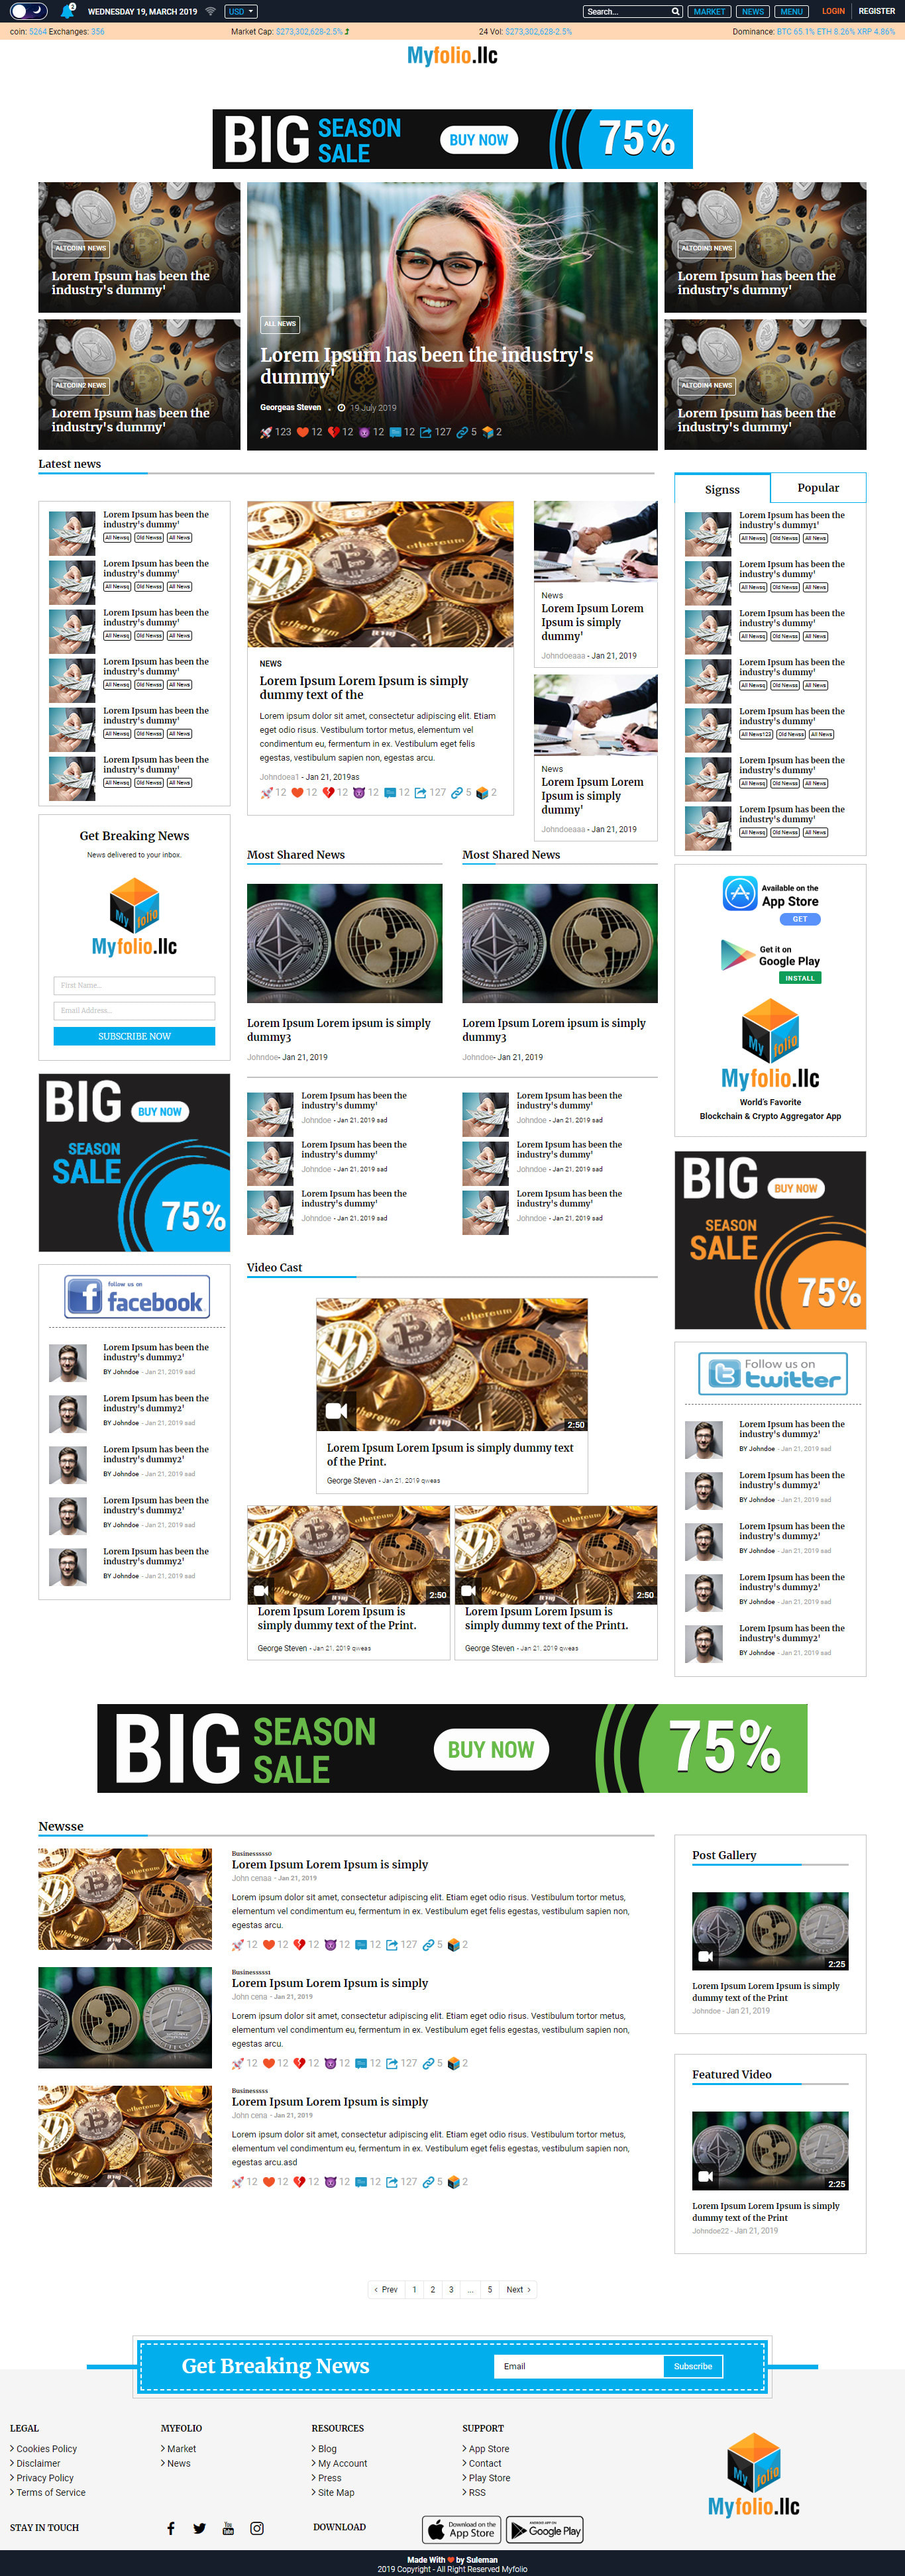 2
WEDNESDAY 19, MARCH 2019
USD
Search...
MARKET
NEWS
MENU
LOGIN
REGISTER
coin: 5264 Exchanges: 356
Market Cap: $273,302,628-2.5%
24 Vol: $273,302,628-2.5%
Dominance: BTC 65.1% ETH 8.26% XRP 4.86%
Myfolio.llc
BIG SEASON SALE
BUY NOW
75%
ALTCOIN1 NEWS
Lorem Ipsum has been the
industry's dummy'
ALTCOIN2 NEWS
Lorem Ipsum has been the
industry's dummy'
ALL NEWS
Lorem Ipsum has been the industry's
dummy'
Georgeas Steven . 19 July 2019
123 12 12 12 12 127 5 2
ALTCOIN3 NEWS
Lorem Ipsum has been the
industry's dummy'
ALTCOIN4 NEWS
Lorem Ipsum has been the
industry's dummy'
Latest news
Lorem Ipsum has been the
industry's dummy'
All Newsq Old Newss All News
Lorem Ipsum has been the
industry's dummy'
All Newsq Old Newss All News
Lorem Ipsum has been the
industry's dummy'
All Newsq Old Newss All News
Lorem Ipsum has been the
industry's dummy'
All Newsq Old Newss All News
Lorem Ipsum has been the
industry's dummy'
All Newsq Old Newss All News
Lorem Ipsum has been the
industry's dummy'
All Newsq Old Newss All News
Get Breaking News
News delivered to your inbox.
My folio
Myfolio.llc
First Name...
Email Address...
SUBSCRIBE NOW
BIG
BUY NOW
SEASON
SALE
75%
follow us on
facebook
Lorem Ipsum has been the
industry's dummy2'
BY Johndoe - Jan 21, 2019 sad
Lorem Ipsum has been the
industry's dummy2'
BY Johndoe - Jan 21, 2019 sad
Lorem Ipsum has been the
industry's dummy2'
BY Johndoe - Jan 21, 2019 sad
Lorem Ipsum has been the
industry's dummy2'
BY Johndoe - Jan 21, 2019 sad
Lorem Ipsum has been the
industry's dummy2'
BY Johndoe - Jan 21, 2019 sad
NEWS
Lorem Ipsum Lorem Ipsum is simply
dummy text of the
Lorem ipsum dolor sit amet, consectetur adipiscing elit. Etiam
eget odio risus. Vestibulum tortor metus, elementum vel
condimentum eu, fermentum in ex. Vestibulum eget felis
egestas, vestibulum sapien non, egestas arcu.
Johndoea1 - Jan 21, 2019as
12 12 12 12 12 127 5 2
News
Lorem Ipsum Lorem
Ipsum is simply
dummy'
Johndoeaaa - Jan 21, 2019
News
Lorem Ipsum Lorem
Ipsum is simply
dummy'
Johndoeaaa - Jan 21, 2019
Most Shared News
Lorem Ipsum Lorem ipsum is simply
dummy3
Johndoe- Jan 21, 2019
Lorem Ipsum has been the
industry's dummy'
Johndoe - Jan 21, 2019 sad
Lorem Ipsum has been the
industry's dummy'
Johndoe - Jan 21, 2019 sad
Lorem Ipsum has been the
industry's dummy'
Johndoe - Jan 21, 2019 sad
Most Shared News
Lorem Ipsum Lorem ipsum is simply
dummy3
Johndoe- Jan 21, 2019
Lorem Ipsum has been the
industry's dummy'
Johndoe - Jan 21, 2019 sad
Lorem Ipsum has been the
industry's dummy'
Johndoe - Jan 21, 2019 sad
Lorem Ipsum has been the
industry's dummy'
Johndoe - Jan 21, 2019 sad
Video Cast
2:50
Lorem Ipsum Lorem Ipsum is simply dummy text
of the Print.
George Steven - Jan 21, 2019 qweas
2:50
Lorem Ipsum Lorem Ipsum is
simply dummy text of the Print.
George Steven - Jan 21, 2019 qweas
2:50
Lorem Ipsum Lorem Ipsum is
simply dummy text of the Print1.
George Steven - Jan 21, 2019 qweas
Signss
Popular
Lorem Ipsum has been the
industry's dummy1'
All Newsq Old Newss All News
Lorem Ipsum has been the
industry's dummy'
All Newsq Old Newss All News
Lorem Ipsum has been the
industry's dummy'
All Newsq Old Newss All News
Lorem Ipsum has been the
industry's dummy'
All Newsq Old Newss All News
Lorem Ipsum has been the
industry's dummy'
All News123 Old Newss All News
Lorem Ipsum has been the
industry's dummy'
All Newsq Old Newss All News
Lorem Ipsum has been the
industry's dummy'
All Newsq Old Newss All News
Available on the
App Store
GET
Get it on
Google Play
INSTALL
My folio
Myfolio.llc
World's Favorite
Blockchain & Crypto Aggregator App
BIG
BUY NOW
SEASON
SALE
75%
Follow us on
twitter
Lorem Ipsum has been the
industry's dummy2'
BY Johndoe - Jan 21, 2019 sad
Lorem Ipsum has been the
industry's dummy2'
BY Johndoe - Jan 21, 2019 sad
Lorem Ipsum has been the
industry's dummy2'
BY Johndoe - Jan 21, 2019 sad
Lorem Ipsum has been the
industry's dummy2'
BY Johndoe - Jan 21, 2019 sad
Lorem Ipsum has been the
industry's dummy2'
BY Johndoe - Jan 21, 2019 sad
BIG SEASON SALE
BUY NOW
75%
Newsse
Businesssss0
Lorem Ipsum Lorem Ipsum is simply
John cenaa - Jan 21, 2019
Lorem ipsum dolor sit amet, consectetur adipiscing elit. Etiam eget odio risus. Vestibulum tortor metus,
elementum vel condimentum eu, fermentum in ex. Vestibulum eget felis egestas, vestibulum sapien non,
egestas arcu.
12 12 12 12 12 127 5 2
Businesssss1
Lorem Ipsum Lorem Ipsum is simply
John cena - Jan 21, 2019
Lorem ipsum dolor sit amet, consectetur adipiscing elit. Etiam eget odio risus. Vestibulum tortor metus,
elementum vel condimentum eu, fermentum in ex. Vestibulum eget felis egestas, vestibulum sapien non,
egestas arcu.
12 12 12 12 12 127 5 2
Businesssss
Lorem Ipsum Lorem Ipsum is simply
John cena - Jan 21, 2019
Lorem ipsum dolor sit amet, consectetur adipiscing elit. Etiam eget odio risus. Vestibulum tortor metus,
elementum vel condimentum eu, fermentum in ex. Vestibulum eget felis egestas, vestibulum sapien non,
egestas arcu.asd
12 12 12 12 12 127 5 2
Post Gallery
2:25
Lorem Ipsum Lorem Ipsum is simply
dummy text of the Print
Johndoe - Jan 21, 2019
Featured Video
2:25
Lorem Ipsum Lorem Ipsum is simply
dummy text of the Print
Johndoe22 - Jan 21, 2019
‹ Prev 1 2 3 ... 5 Next ›
Get Breaking News
Email
Subscribe
LEGAL
Cookies Policy
Disclaimer
Privacy Policy
Terms of Service
MYFOLIO
Market
News
RESOURCES
Blog
My Account
Press
Site Map
SUPPORT
App Store
Contact
Play Store
RSS
My folio
Myfolio.llc
STAY IN TOUCH
DOWNLOAD
Download on the
App Store
Google Play
Made With by Suleman
2019 Copyright - All Right Reserved Myfolio